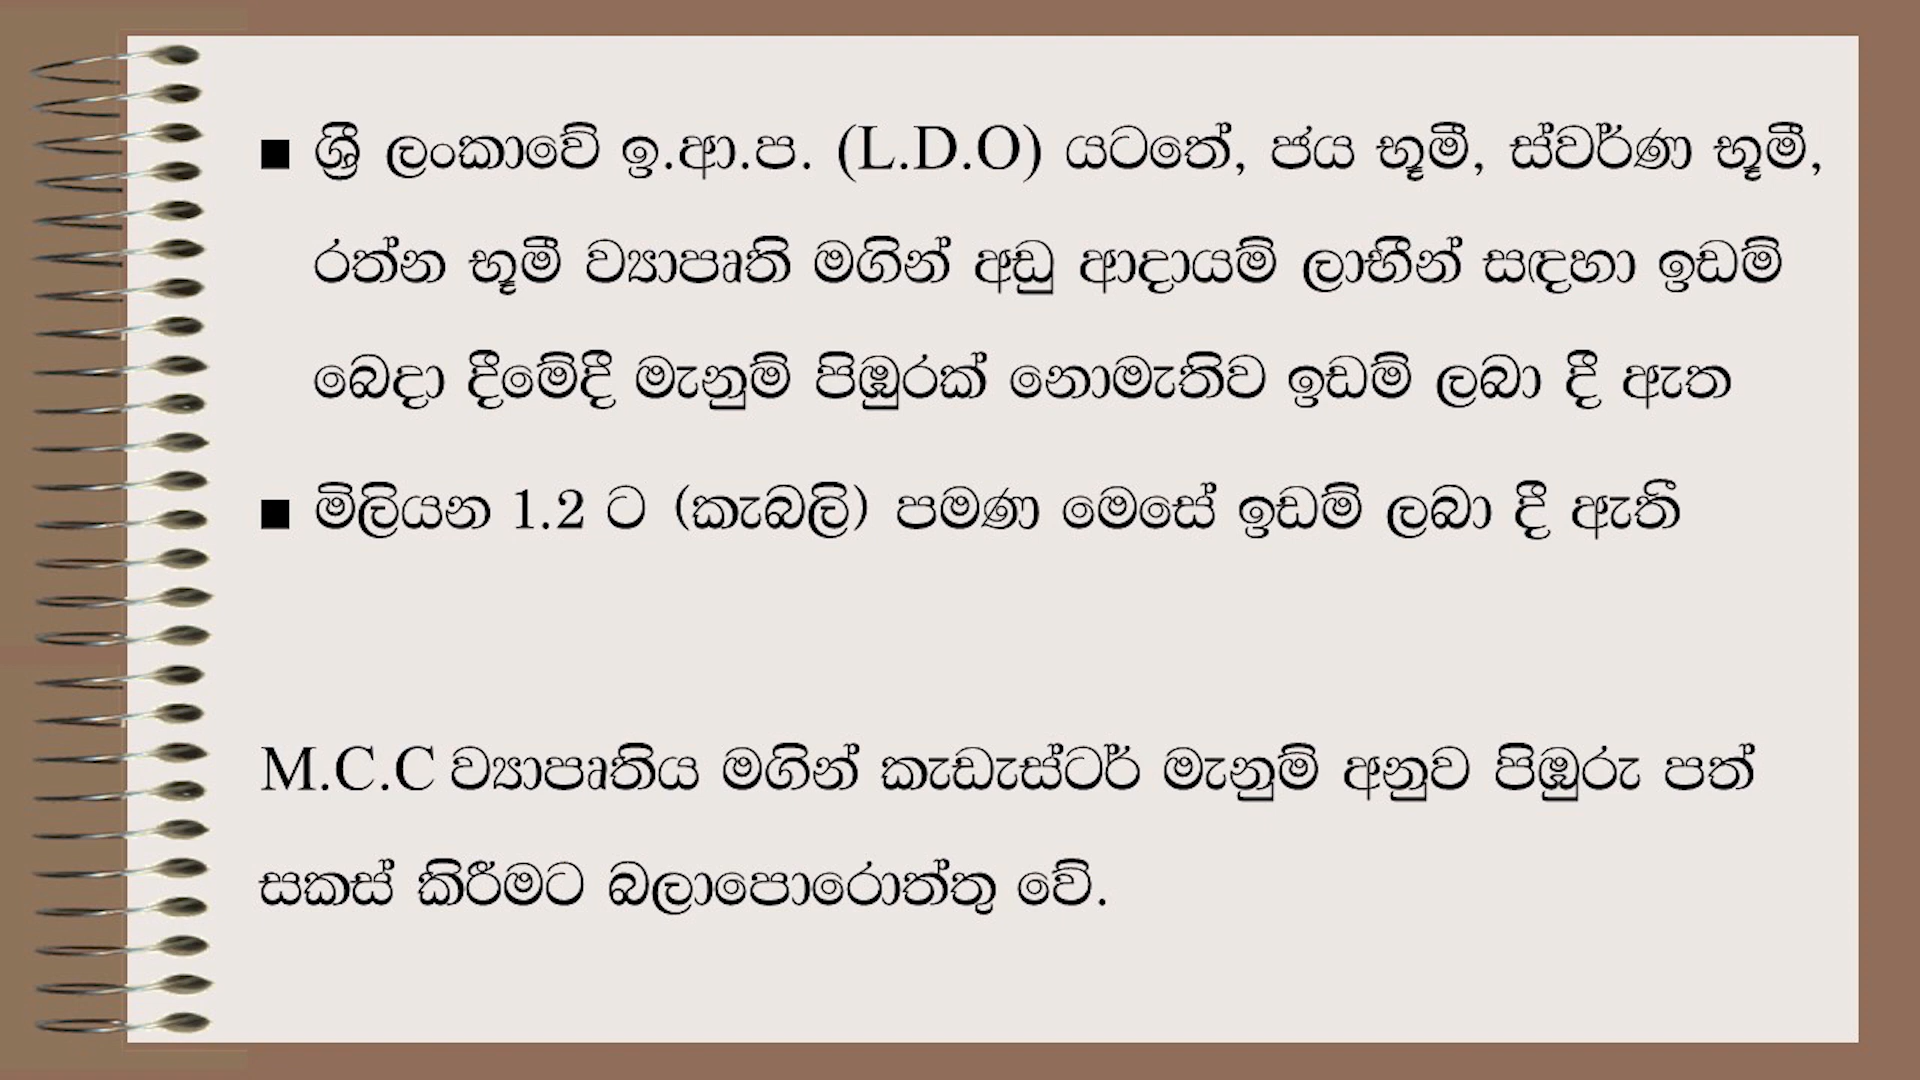 ▪ ශ්‍රී ලංකාවේ ඉ.ආ.ප. (L.D.O) යටතේ, ජය භූමි, ස්වර්ණ භූමි,
රත්න භූමි ව්‍යාපෘති මගින් අඩු ආදායම් ලාභීන් සඳහා ඉඩම්
බෙදා දීමේදී මැනුම් පිඹුරක් නොමැතිව ඉඩම් ලබා දී ඇත
▪ මිලියන 1.2 ට (කැබලි) පමණ මෙසේ ඉඩම් ලබා දී ඇති
M.C.C ව්‍යාපෘතිය මගින් කැඩැස්ටර් මැනුම් අනුව පිඹුරු පත්
සකස් කිරීමට බලාපොරොත්තු වේ.